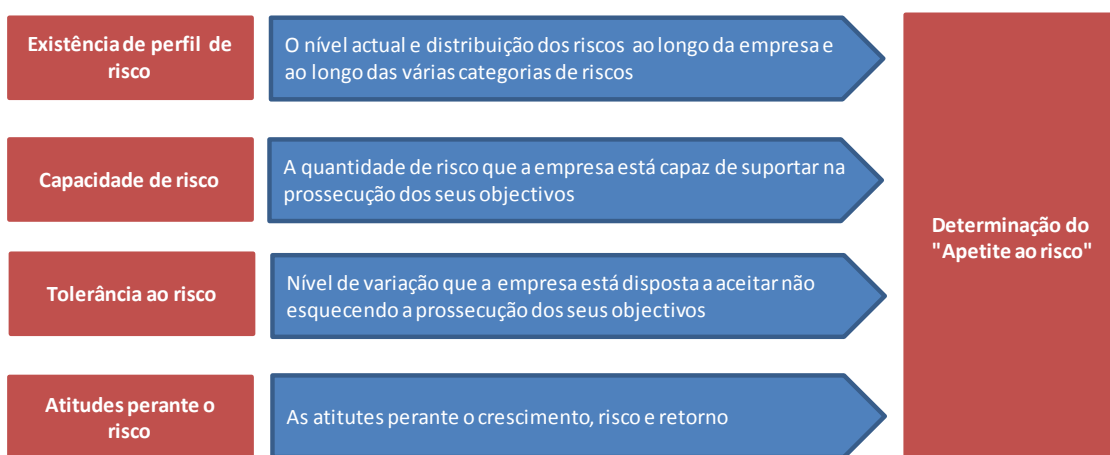 Existência de perfil de
risco
O nível actual e distribuição dos riscos ao longo da empresa e
ao longo das várias categorias de riscos
Capacidade de risco
A quantidade de risco que a empresa está capaz de suportar na
prossecução dos seus objectivos
Tolerância ao risco
Nível de variação que a empresa está disposta a aceitar não
esquecendo a prossecução dos seus objectivos
Atitudes perante o
risco
As atitutes perante o crescimento, risco e retorno
Determinação do
"Apetite ao risco"